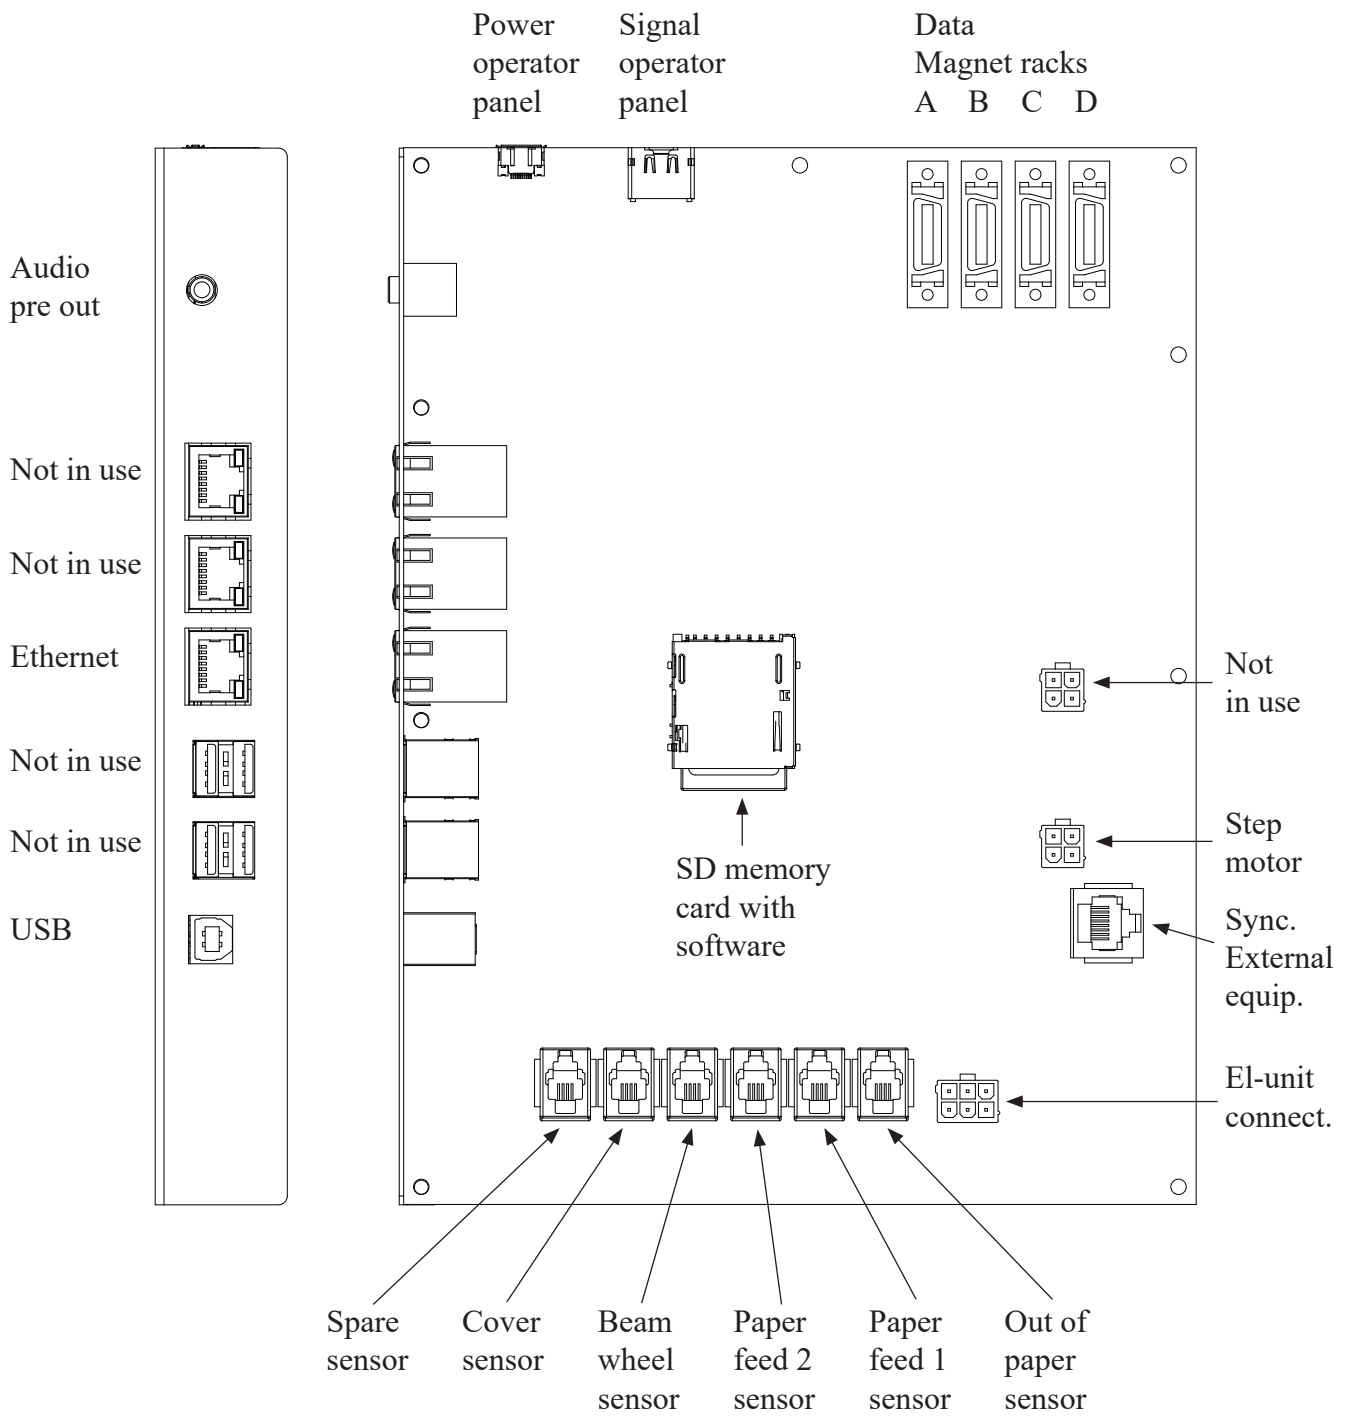 Power
operator
panel
Signal
operator
panel
Data
Magnet racks
A B C D
Audio
pre out
Not in use
Not in use
Ethernet
Not in use
Not in use
USB
Not
in use
Step
motor
SD memory
card with
software
Sync.
External
equip.
El-unit
connect.
Spare
sensor
Cover
sensor
Beam
wheel
sensor
Paper
feed 2
sensor
Paper
feed 1
sensor
Out of
paper
sensor